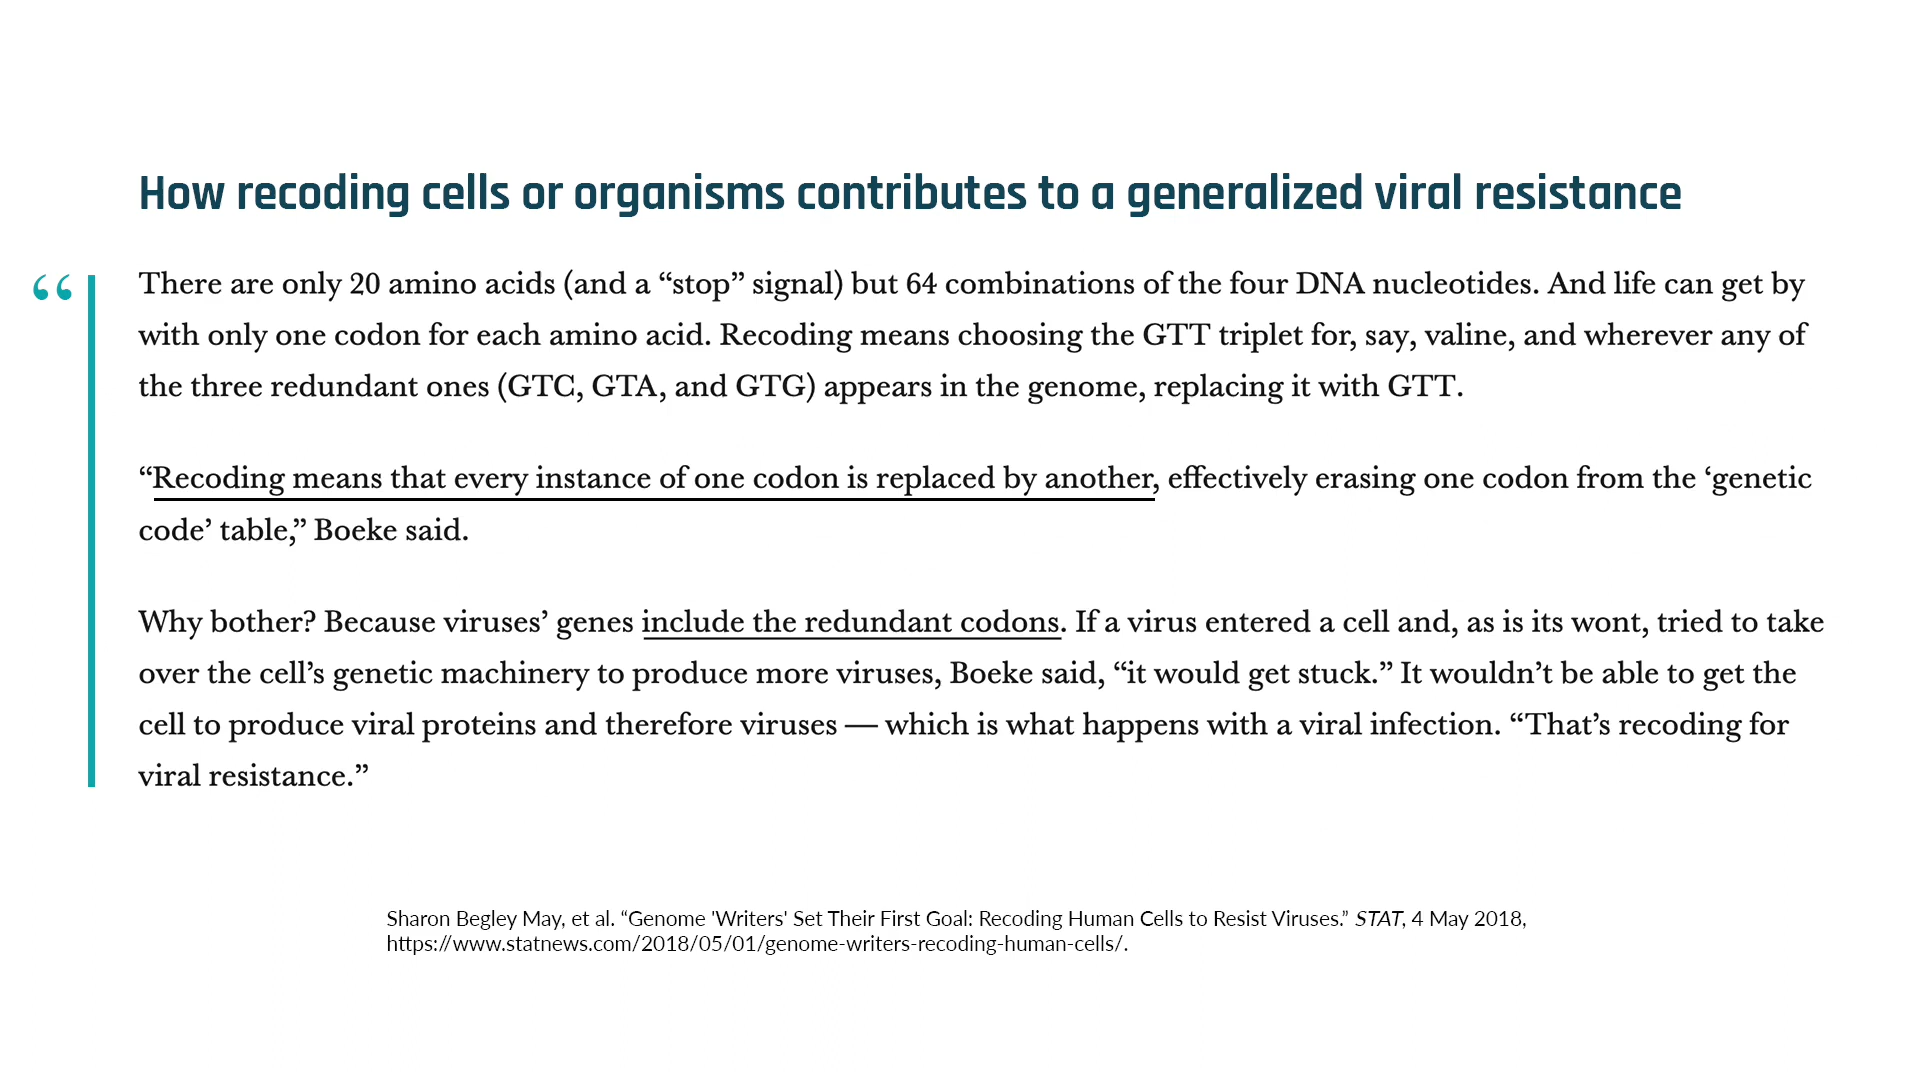 How recoding cells or organisms contributes to a generalized viral resistance
“
There are only 20 amino acids (and a “stop” signal) but 64 combinations of the four DNA nucleotides. And life can get by
with only one codon for each amino acid. Recoding means choosing the GTT triplet for, say, valine, and wherever any of
the three redundant ones (GTC, GTA, and GTG) appears in the genome, replacing it with GTT.
“Recoding means that every instance of one codon is replaced by another, effectively erasing one codon from the ‘genetic
code’ table,” Boeke said.
Why bother? Because viruses’ genes include the redundant codons. If a virus entered a cell and, as is its wont, tried to take
over the cell’s genetic machinery to produce more viruses, Boeke said, “it would get stuck.” It wouldn’t be able to get the
cell to produce viral proteins and therefore viruses — which is what happens with a viral infection. “That’s recoding for
viral resistance.”
Sharon Begley May, et al. “Genome 'Writers' Set Their First Goal: Recoding Human Cells to Resist Viruses.” STAT, 4 May 2018,
https://www.statnews.com/2018/05/01/genome-writers-recoding-human-cells/.